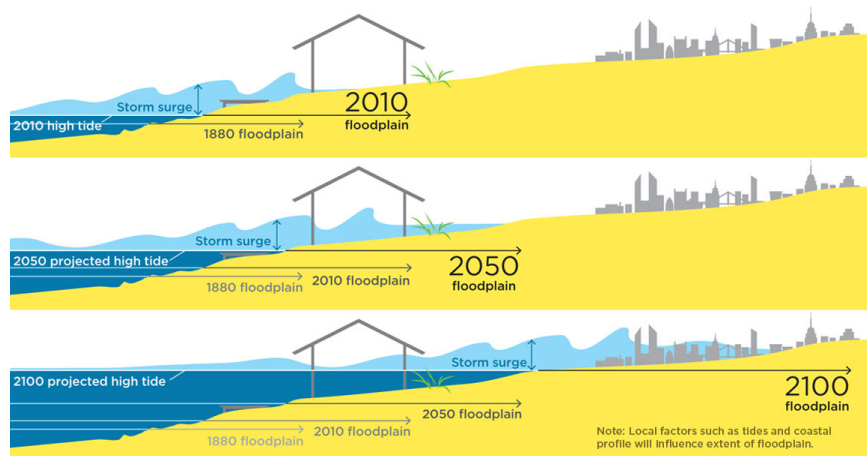 Storm surge
2010 high tide
1880 floodplain
2010
floodplain
Storm surge
2050 projected high tide
1880 floodplain
2010 floodplain
2050
floodplain
Storm surge
2100 projected high tide
1880 floodplain
2010 floodplain
2050 floodplain
2100
floodplain
Note: Local factors such as tides and coastal
profile will influence extent of floodplain.